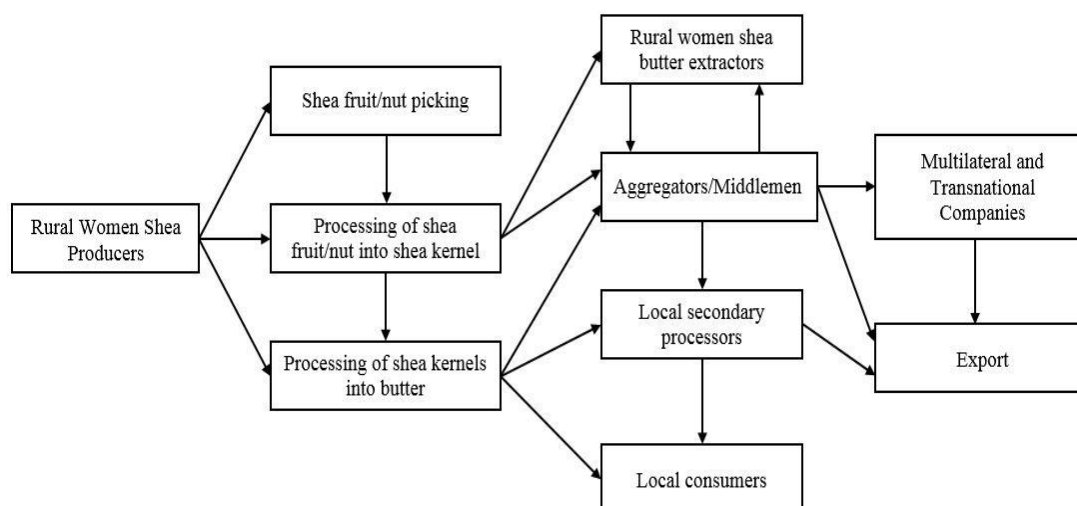 Rural Women Shea
Producers
Shea fruit/nut picking
Processing of shea
fruit/nut into shea kernel
Processing of shea kernels
into butter
Rural women shea
butter extractors
Aggregators/Middlemen
Local secondary
processors
Local consumers
Multilateral and
Transnational
Companies
Export